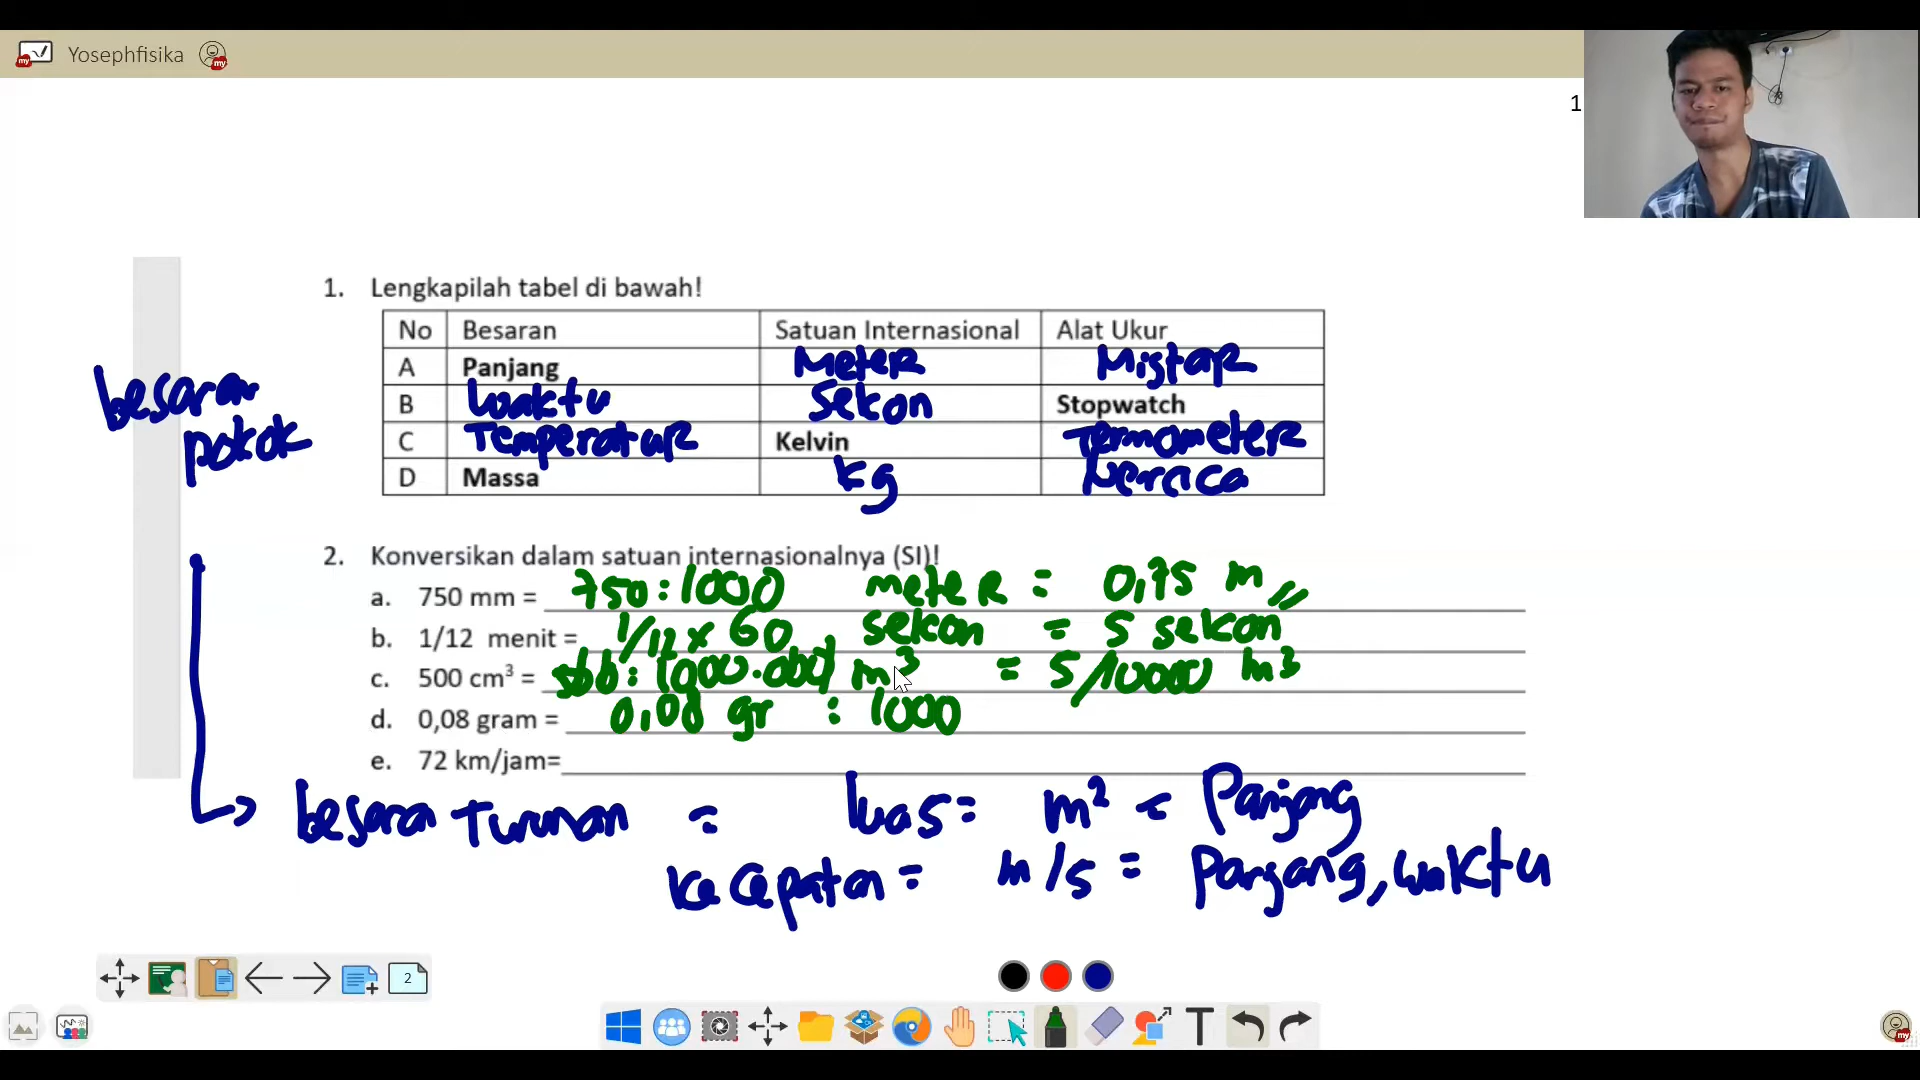 Yosephfisika
1
1. Lengkapilah tabel di bawah!
No Besaran Satuan Internasional Alat Ukur
A Panjang Meter Mistar
B Waktu Sekon Stopwatch
C Temperatur Kelvin Termometer
D Massa kg Neraca
besaran
pokok
2. Konversikan dalam satuan internasionalnya (SI)!
a. 750 mm = 750 : 1000 meter = 0,75 m
b. 1/12 menit = 1/12 x 60 sekon = 5 sekon
c. 500 cm³ = 500 : 1000.000 m³ = 5/10000 m³
d. 0,08 gram = 0,08 gr : 1000
e. 72 km/jam=
besaran Turunan = luas = m² = Panjang
kecepatan = m/s = Panjang, waktu
2